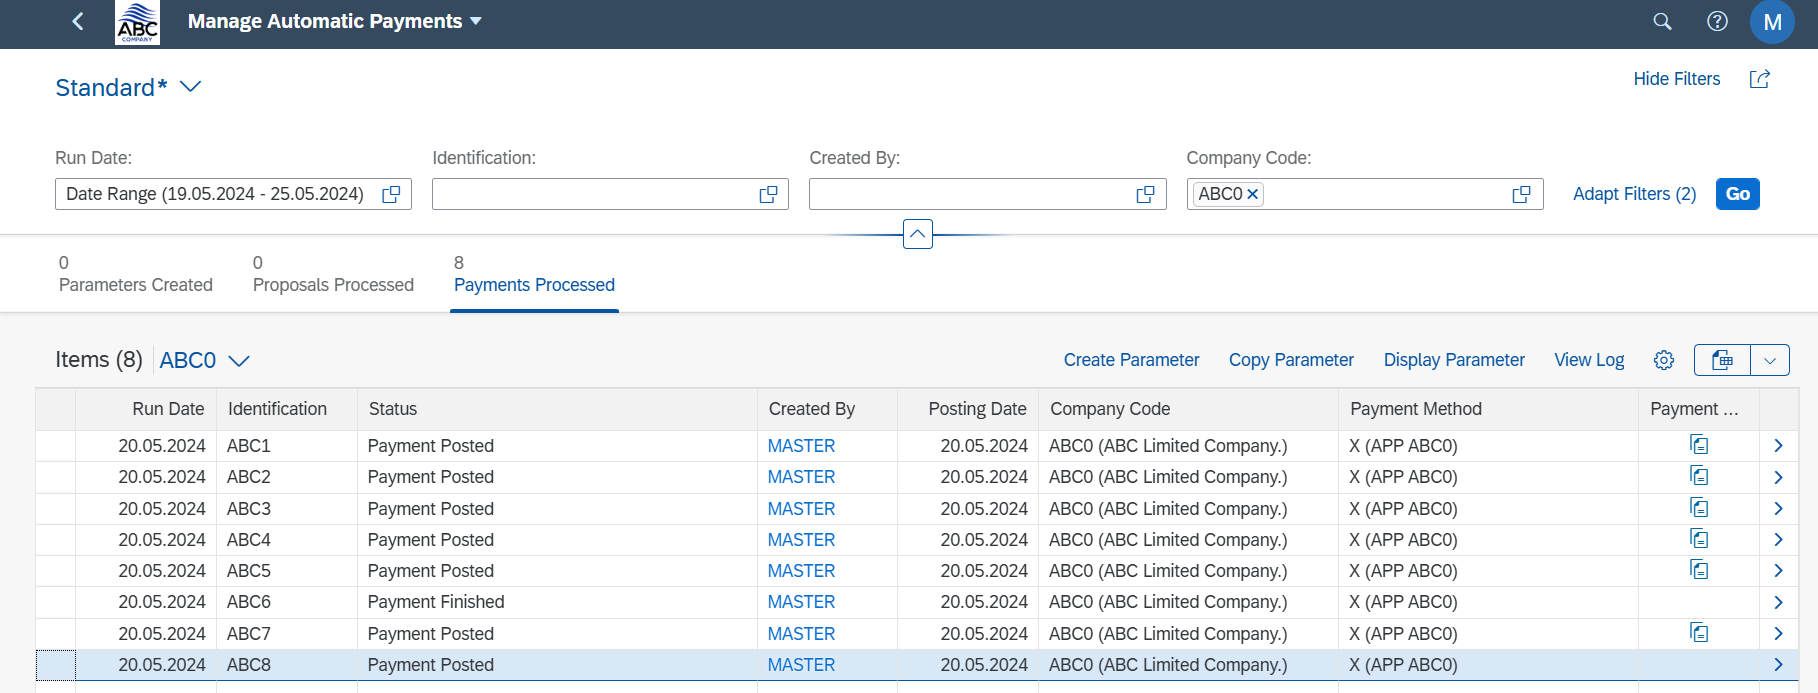 ABC
COMPANY
Manage Automatic Payments
M
Standard*
Hide Filters
Run Date: Identification: Created By: Company Code:
Date Range (19.05.2024 - 25.05.2024) ABC0 Adapt Filters (2) Go
0 0 8
Parameters Created Proposals Processed Payments Processed
Items (8) ABC0 Create Parameter Copy Parameter Display Parameter View Log
Run Date Identification Status Created By Posting Date Company Code Payment Method Payment ...
20.05.2024 ABC1 Payment Posted MASTER 20.05.2024 ABC0 (ABC Limited Company.) X (APP ABC0)
20.05.2024 ABC2 Payment Posted MASTER 20.05.2024 ABC0 (ABC Limited Company.) X (APP ABC0)
20.05.2024 ABC3 Payment Posted MASTER 20.05.2024 ABC0 (ABC Limited Company.) X (APP ABC0)
20.05.2024 ABC4 Payment Posted MASTER 20.05.2024 ABC0 (ABC Limited Company.) X (APP ABC0)
20.05.2024 ABC5 Payment Posted MASTER 20.05.2024 ABC0 (ABC Limited Company.) X (APP ABC0)
20.05.2024 ABC6 Payment Finished MASTER 20.05.2024 ABC0 (ABC Limited Company.) X (APP ABC0)
20.05.2024 ABC7 Payment Posted MASTER 20.05.2024 ABC0 (ABC Limited Company.) X (APP ABC0)
20.05.2024 ABC8 Payment Posted MASTER 20.05.2024 ABC0 (ABC Limited Company.) X (APP ABC0)